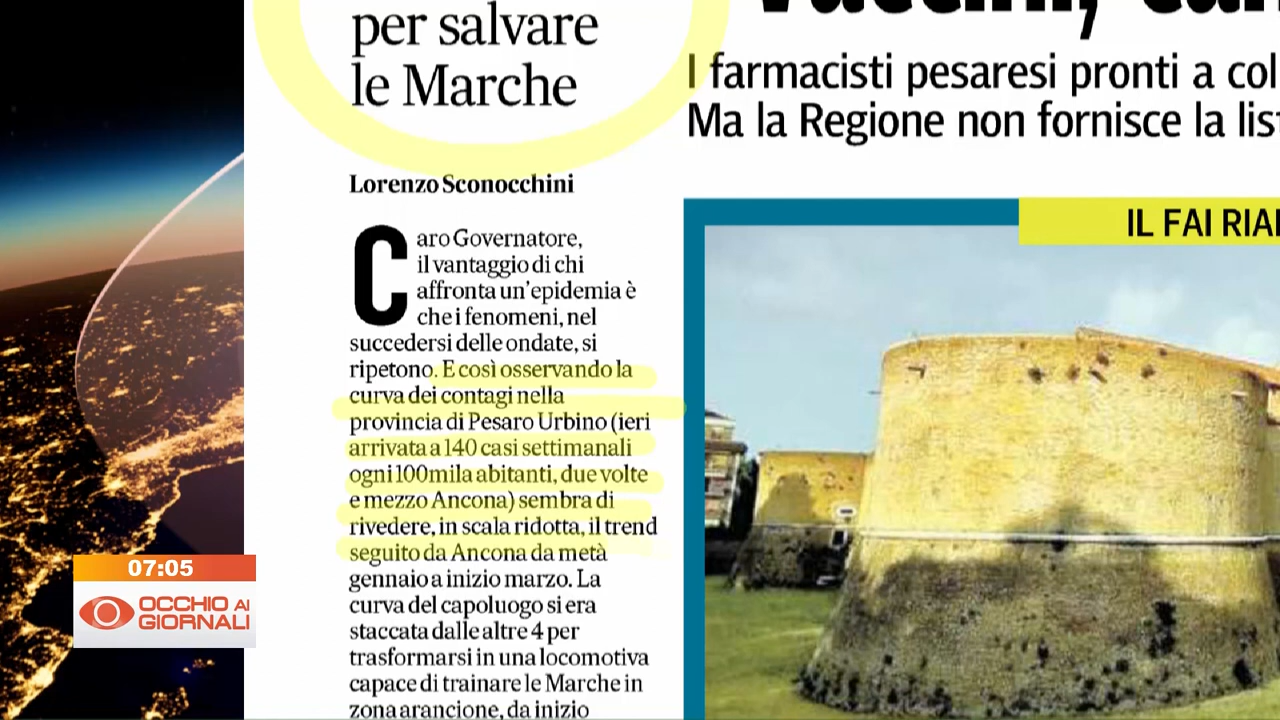 per salvare
le Marche
Lorenzo Sconocchini
Caro Governatore,
il vantaggio di chi
affronta un'epidemia è
che i fenomeni, nel
succedersi delle ondate, si
ripetono. E così osservando la
curva dei contagi nella
provincia di Pesaro Urbino (ieri
arrivata a 140 casi settimanali
ogni 100mila abitanti, due volte
e mezzo Ancona) sembra di
rivedere, in scala ridotta, il trend
seguito da Ancona da metà
gennaio a inizio marzo. La
curva del capoluogo si era
staccata dalle altre 4 per
trasformarsi in una locomotiva
capace di trainare le Marche in
zona arancione, da inizio
Vaccini,
I farmacisti pesaresi pronti a col
Ma la Regione non fornisce la list
IL FAI RIA
07:05
OCCHIO AI
GIORNALI